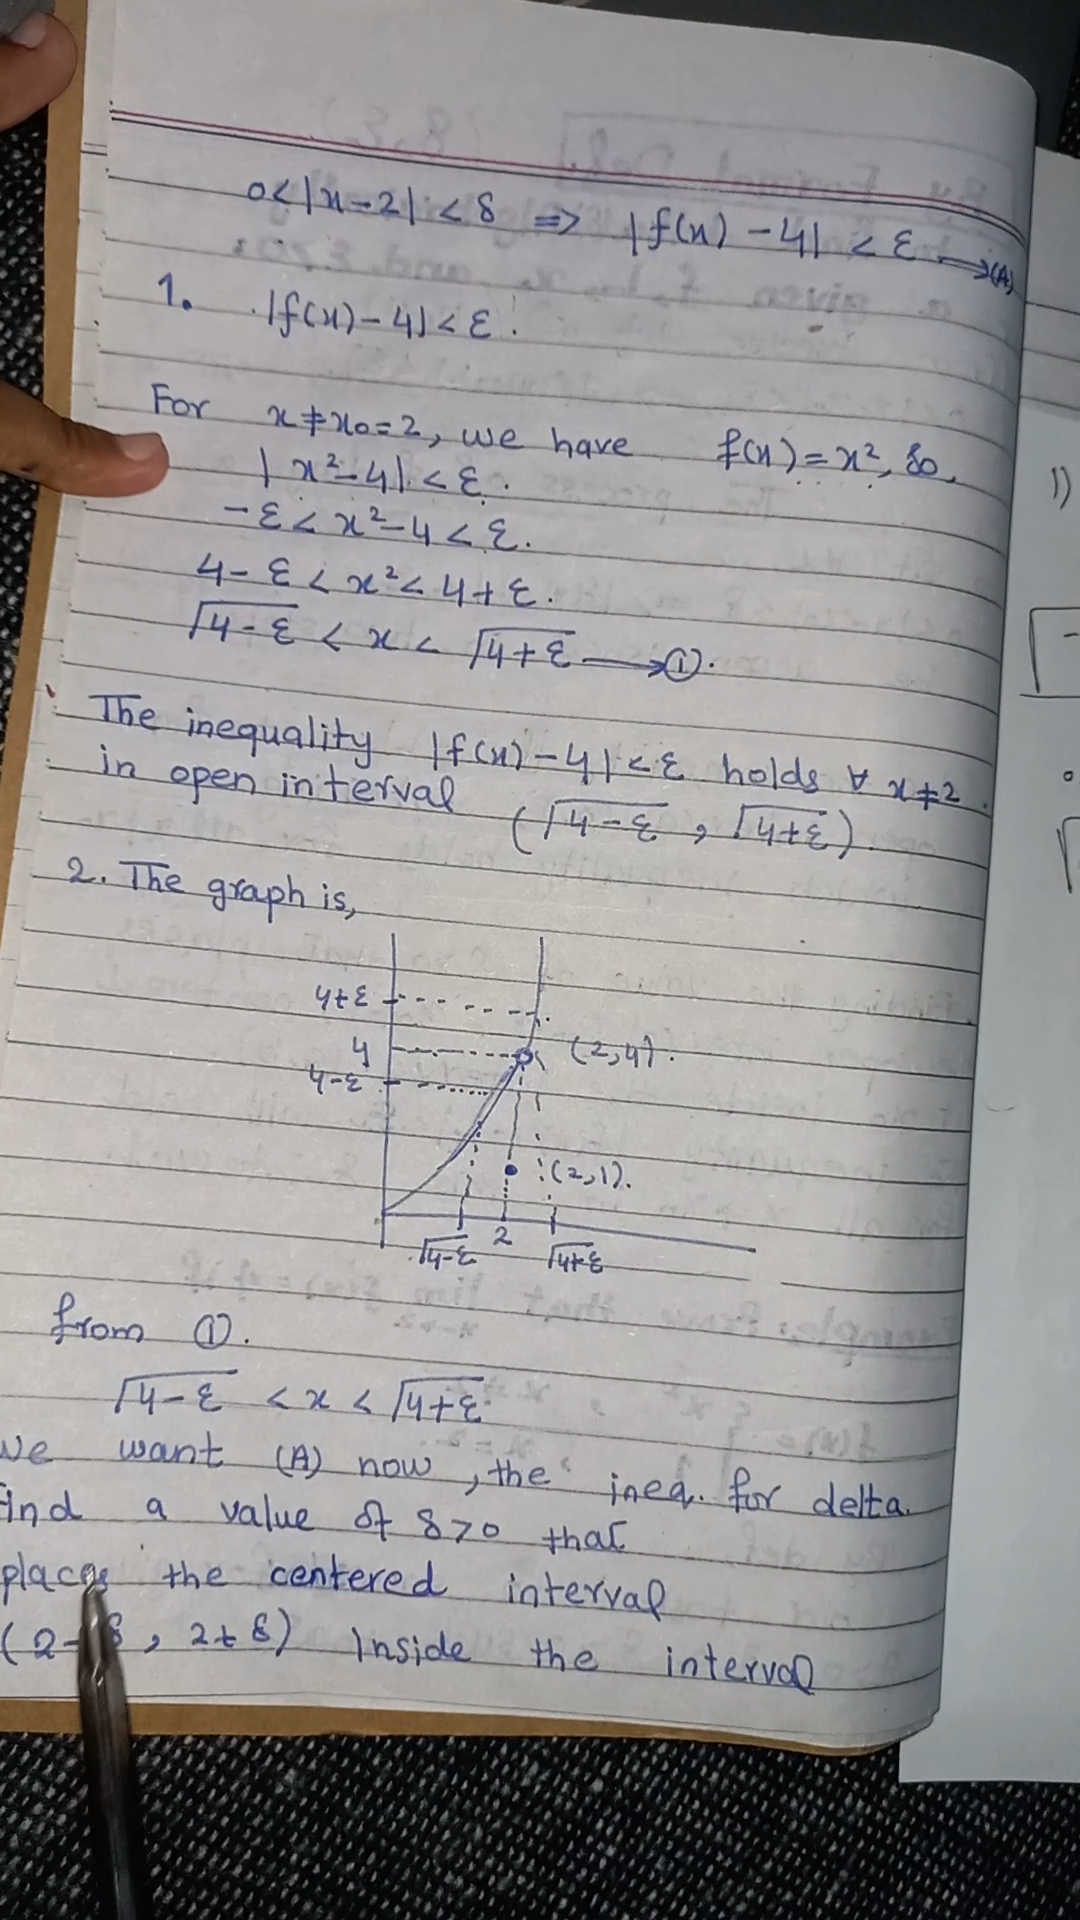 0<|x-2|<δ => |f(x)-4|<ε →(A)
1. |f(x)-4|<ε.
For x≠x₀=2, we have f(x)=x², so
|x²-4|<ε.
-ε<x²-4<ε.
4-ε<x²<4+ε.
√4-ε < x < √4+ε →①.
The inequality |f(x)-4|<ε holds ∀ x≠2.
in open interval (√4-ε, √4+ε).
2. The graph is,
4+ε
4
(2,4).
4-ε
(2,1).
√4-ε 2 √4+ε
from ①.
√4-ε < x < √4+ε.
we want (A) now, the ineq. for delta.
find a value of δ>0 that
places the centered interval
(2-δ, 2+δ) inside the interval
1)